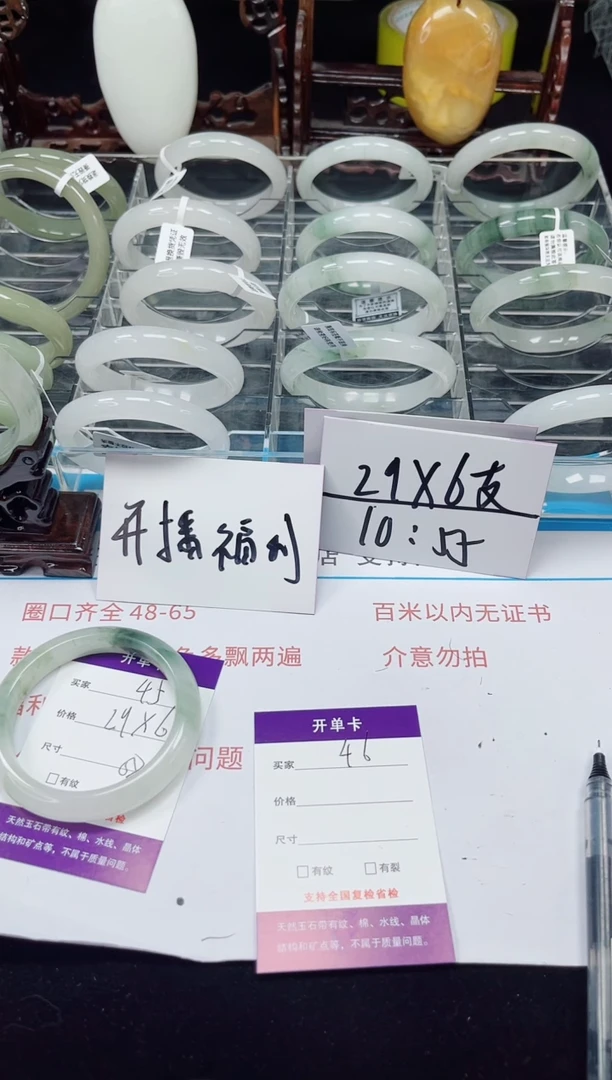 开播福利
29X6支
10:好
圈口齐全 48-65
百米以内无证书
飘两遍
介意勿拍
问题
开单
买家 45
价格 29X6
尺寸
□有纹
天然玉石带有纹、棉、水线、晶体
结构和矿点等，不属于质量问题。
开单卡
买家 46
价格
尺寸
□有纹 □有裂
支持全国复检省检
天然玉石带有纹、棉、水线、晶体
结构和矿点等，不属于质量问题。